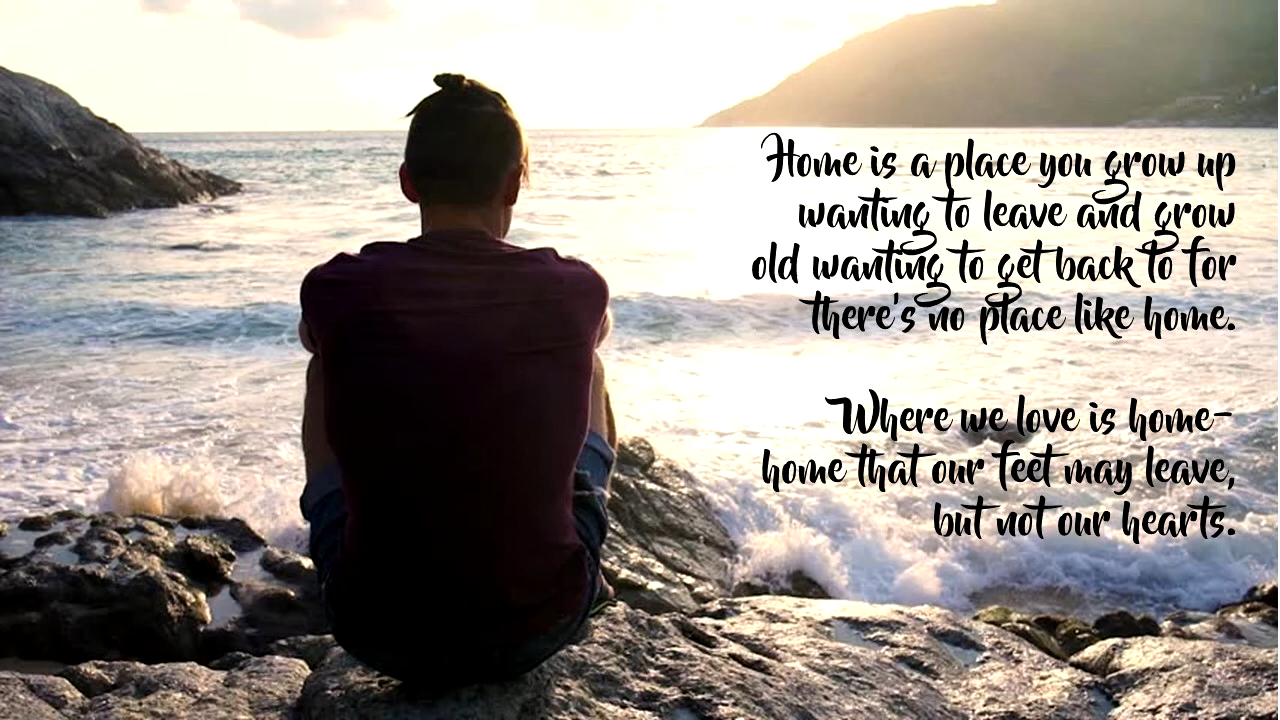 Home is a place you grow up
wanting to leave and grow
old wanting to get back to for
there's no place like home.
Where we love is home-
home that our feet may leave,
but not our hearts.